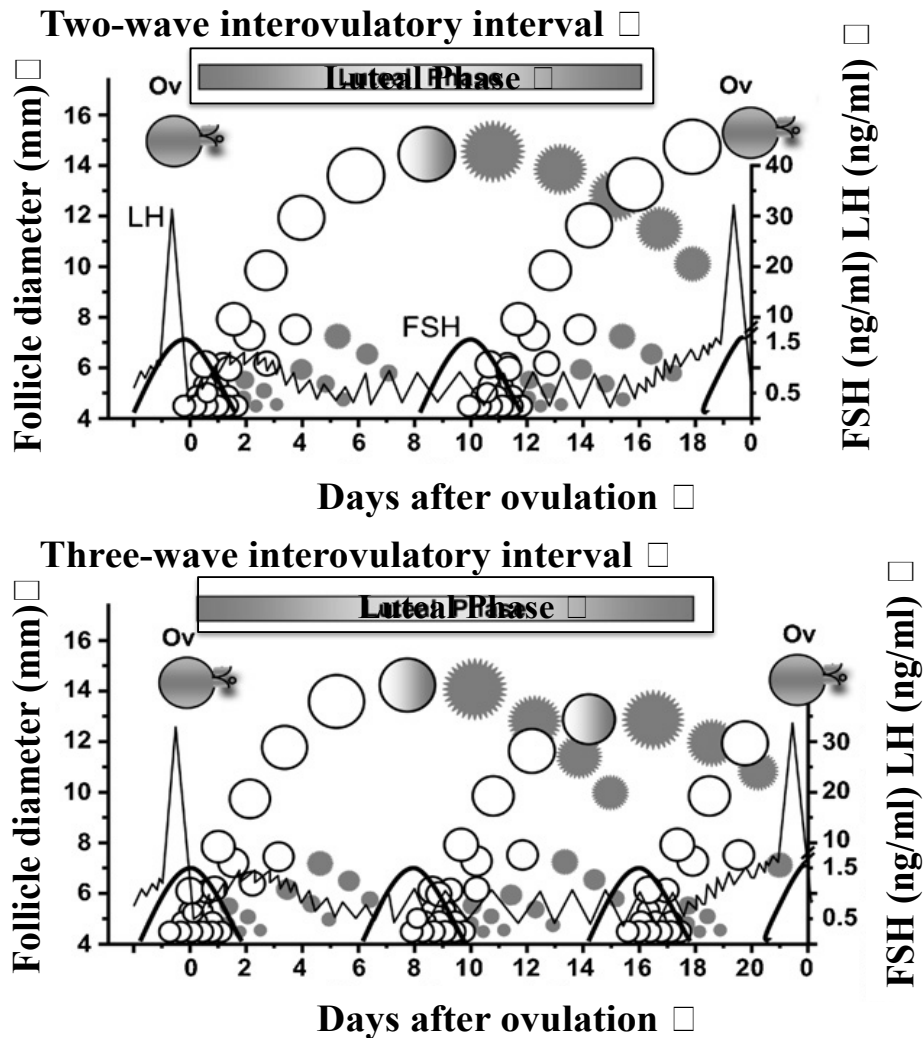 Two-wave interovulatory interval □
Luteal Phase □
Luteal Phase
Follicle diameter (mm)□
FSH (ng/ml) LH (ng/ml) □
Ov
Ov
16
14
12
10
8
6
4
40
30
20
10
1.5
0.5
LH
FSH
0 2 4 6 8 10 12 14 16 18 0
Days after ovulation □
Three-wave interovulatory interval □
Luteal Phase □
Luteal Phase
Follicle diameter (mm)□
FSH (ng/ml) LH (ng/ml) □
Ov
Ov
16
14
12
10
8
6
4
30
20
10
1.5
0.5
0 2 4 6 8 10 12 14 16 18 20 0
Days after ovulation □